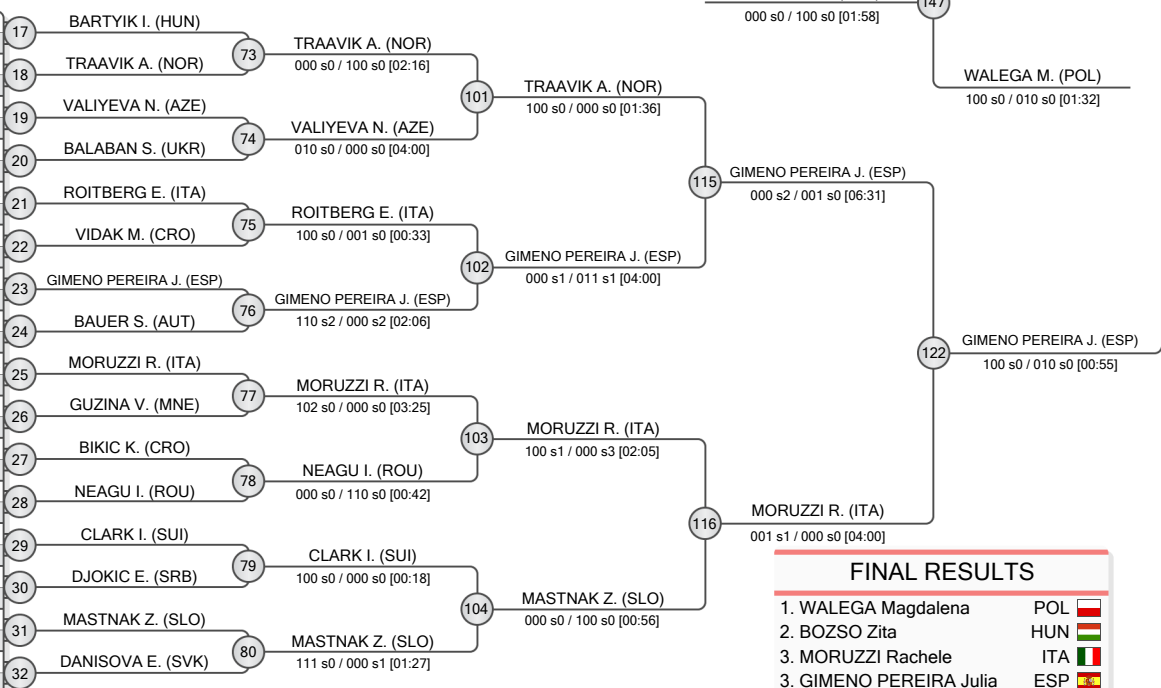 147
000 s0 / 100 s0 [01:58]
WALEGA M. (POL)
100 s0 / 010 s0 [01:32]
17
BARTYIK I. (HUN)
18
TRAAVIK A. (NOR)
73
TRAAVIK A. (NOR)
000 s0 / 100 s0 [02:16]
19
VALIYEVA N. (AZE)
20
BALABAN S. (UKR)
74
VALIYEVA N. (AZE)
010 s0 / 000 s0 [04:00]
101
TRAAVIK A. (NOR)
100 s0 / 000 s0 [01:36]
21
ROITBERG E. (ITA)
22
VIDAK M. (CRO)
75
ROITBERG E. (ITA)
100 s0 / 001 s0 [00:33]
23
GIMENO PEREIRA J. (ESP)
24
BAUER S. (AUT)
76
GIMENO PEREIRA J. (ESP)
110 s2 / 000 s2 [02:06]
102
GIMENO PEREIRA J. (ESP)
000 s1 / 011 s1 [04:00]
115
GIMENO PEREIRA J. (ESP)
000 s2 / 001 s0 [06:31]
25
MORUZZI R. (ITA)
26
GUZINA V. (MNE)
77
MORUZZI R. (ITA)
102 s0 / 000 s0 [03:25]
27
BIKIC K. (CRO)
28
NEAGU I. (ROU)
78
NEAGU I. (ROU)
000 s0 / 110 s0 [00:42]
103
MORUZZI R. (ITA)
100 s1 / 000 s3 [02:05]
29
CLARK I. (SUI)
30
DJOKIC E. (SRB)
79
CLARK I. (SUI)
100 s0 / 000 s0 [00:18]
31
MASTNAK Z. (SLO)
32
DANISOVA E. (SVK)
80
MASTNAK Z. (SLO)
111 s0 / 000 s1 [01:27]
104
MASTNAK Z. (SLO)
000 s0 / 100 s0 [00:56]
116
MORUZZI R. (ITA)
001 s1 / 000 s0 [04:00]
122
GIMENO PEREIRA J. (ESP)
100 s0 / 010 s0 [00:55]
FINAL RESULTS
1. WALEGA Magdalena POL
2. BOZSO Zita HUN
3. MORUZZI Rachele ITA
3. GIMENO PEREIRA Julia ESP